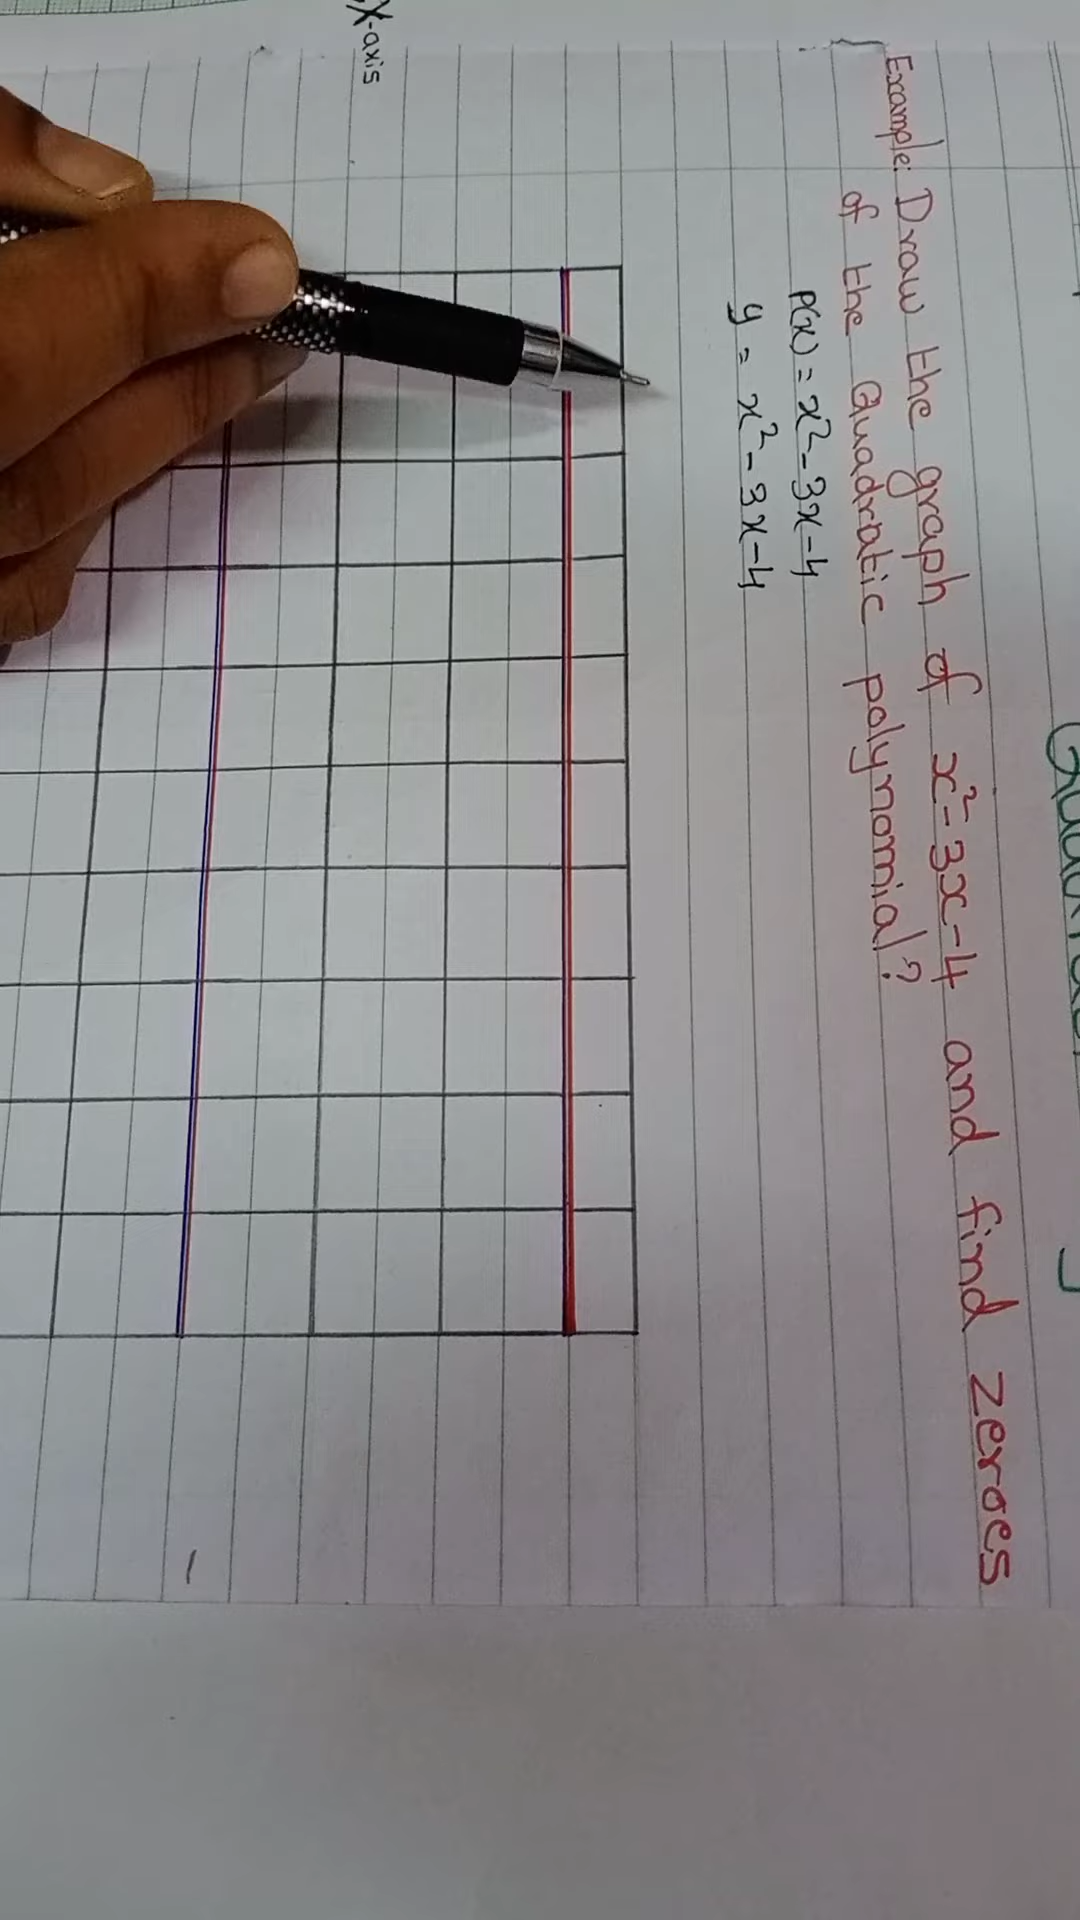 Example: Draw the graph of x²-3x-4 and find zeroes
of the Quadratic polynomial?
P(x) = x²-3x-4
y = x²-3x-4
X-axis